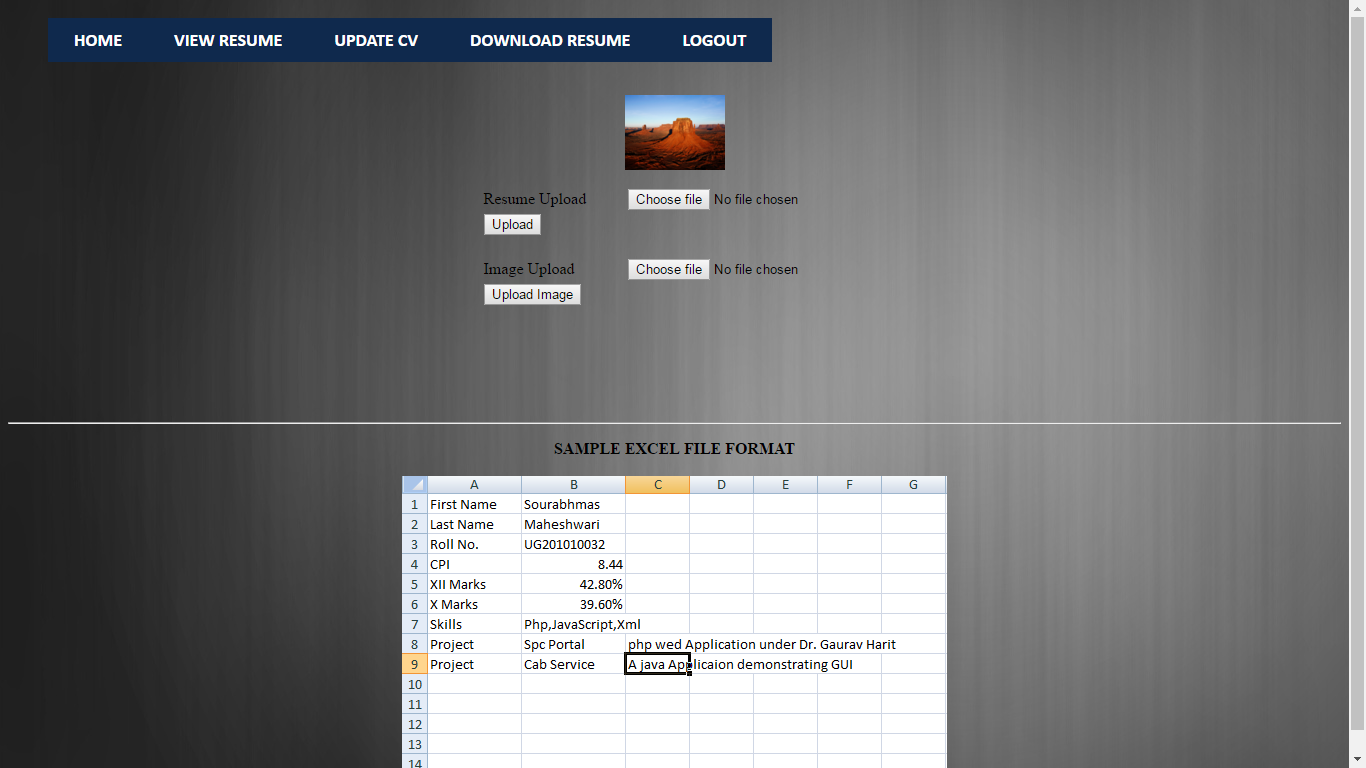 HOME VIEW RESUME UPDATE CV DOWNLOAD RESUME LOGOUT
Resume Upload Choose file No file chosen
Upload
Image Upload Choose file No file chosen
Upload Image
SAMPLE EXCEL FILE FORMAT
A B C D E F G
1 First Name Sourabhmas
2 Last Name Maheshwari
3 Roll No. UG201010032
4 CPI 8.44
5 XII Marks 42.80%
6 X Marks 39.60%
7 Skills Php,JavaScript,Xml
8 Project Spc Portal php wed Application under Dr. Gaurav Harit
9 Project Cab Service A java Applicaion demonstrating GUI
10
11
12
13
14